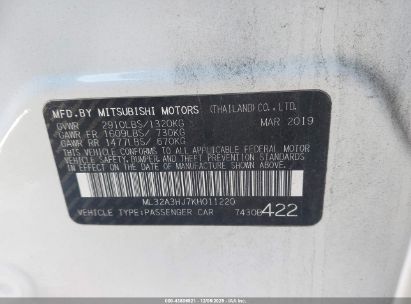 MFD. BY MITSUBISHI MOTORS (THAILAND) CO., LTD.
GVWR 2910LBS/1320KG MAR 2019
GAWR FR 1609LBS/ 730KG
GAWR RR 1477LBS/ 670KG
THIS VEHICLE CONFORMS TO ALL APPLICABLE FEDERAL MOTOR VEHICLE
SAFETY, BUMPER, AND THEFT PREVENTION STANDARDS
IN EFFECT ON THE DATE OF MANUFACTURE SHOWN ABOVE.
ML32A3HJ7KH011220
VEHICLE TYPE:PASSENGER CAR 7430B422